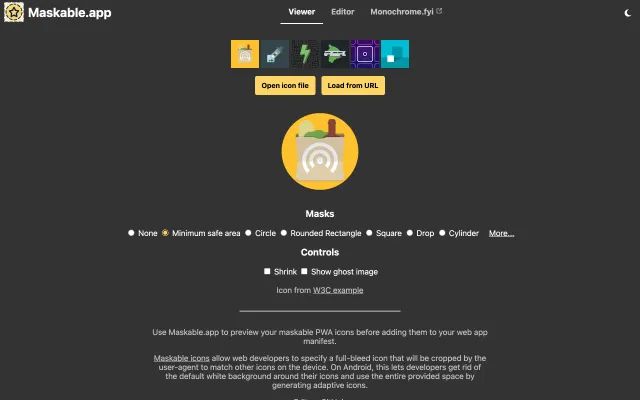 Maskable.app
Viewer Editor Monochrome.fyi
Open icon file Load from URL
Masks
None Minimum safe area Circle Rounded Rectangle Square Drop Cylinder More...
Controls
Shrink Show ghost image
Icon from W3C example
Use Maskable.app to preview your maskable PWA icons before adding them to your web app
manifest.
Maskable icons allow web developers to specify a full-bleed icon that will be cropped by the
user-agent to match other icons on the device. On Android, this lets developers get rid of
the default white background around their icons and use the entire provided space by
generating adaptive icons.